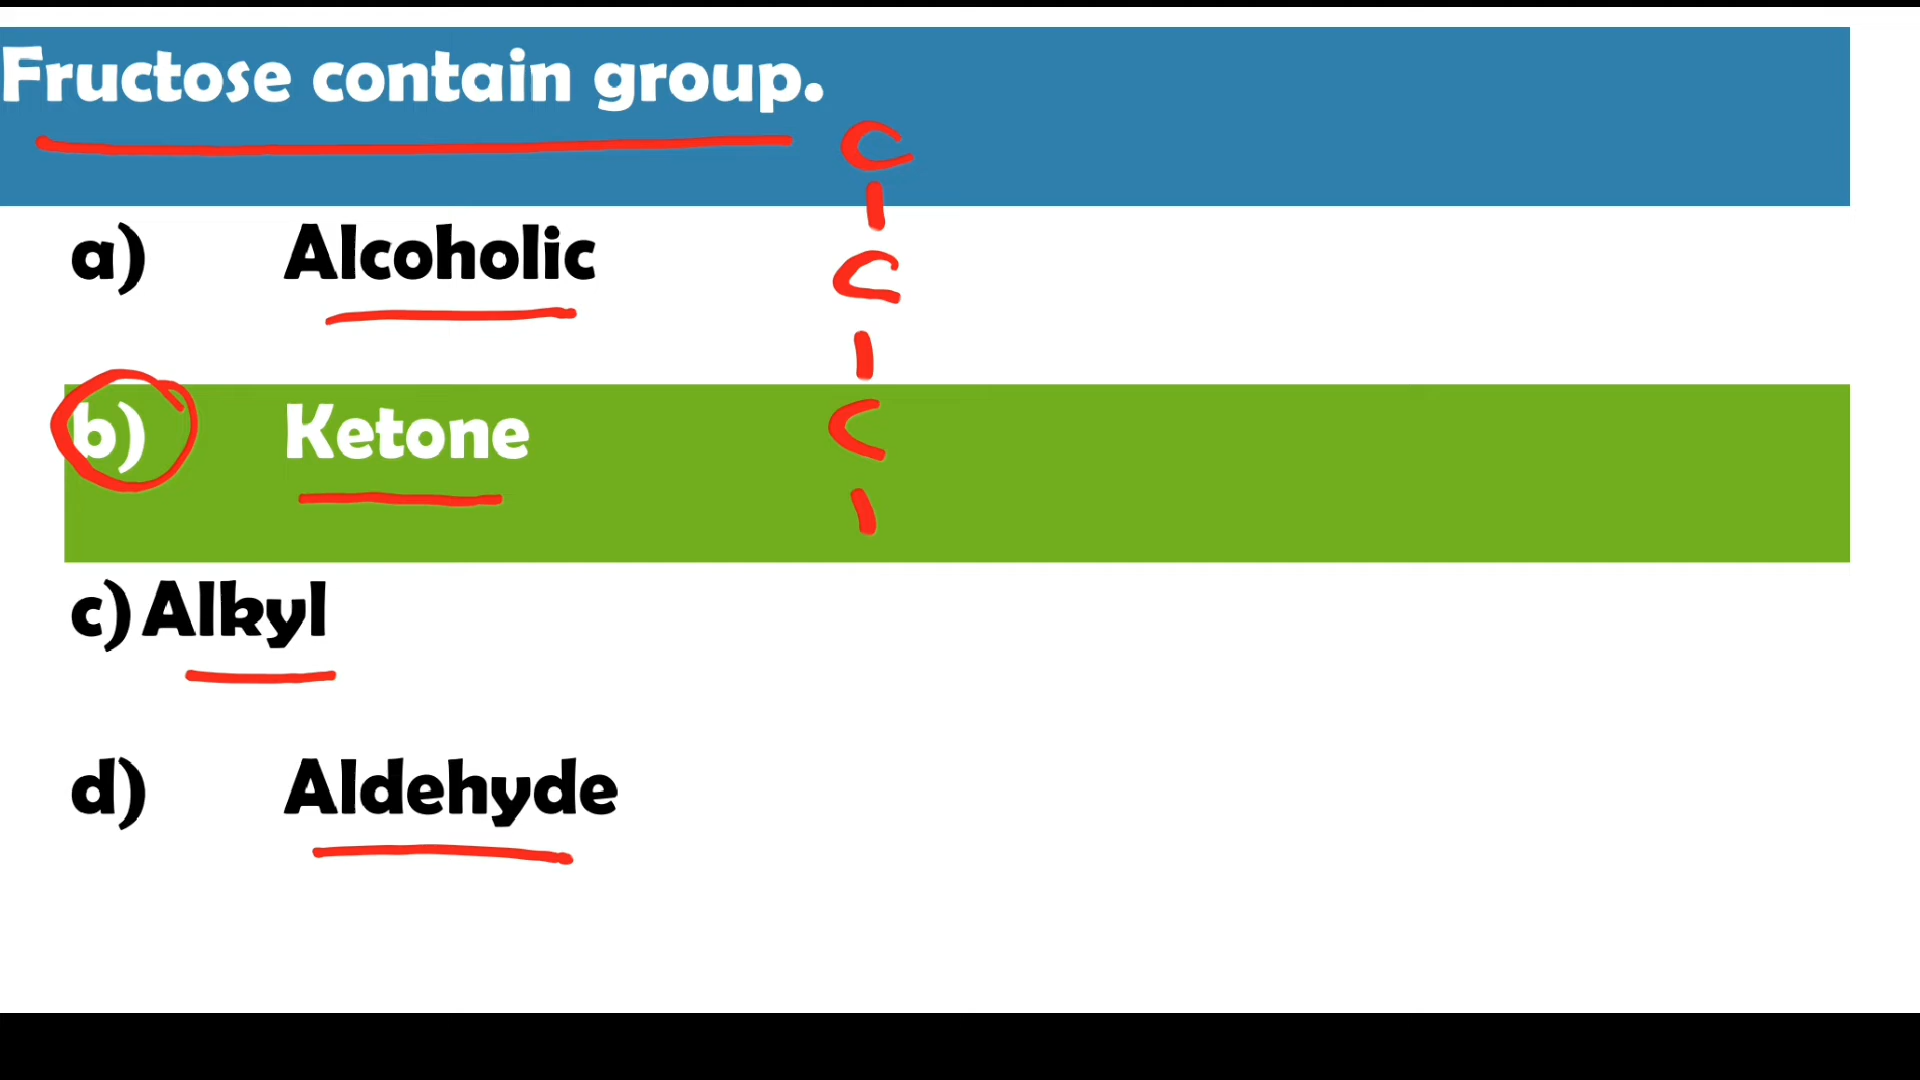 Fructose contain group.
C
a) Alcoholic
C
b) Ketone
C
c) Alkyl
d) Aldehyde